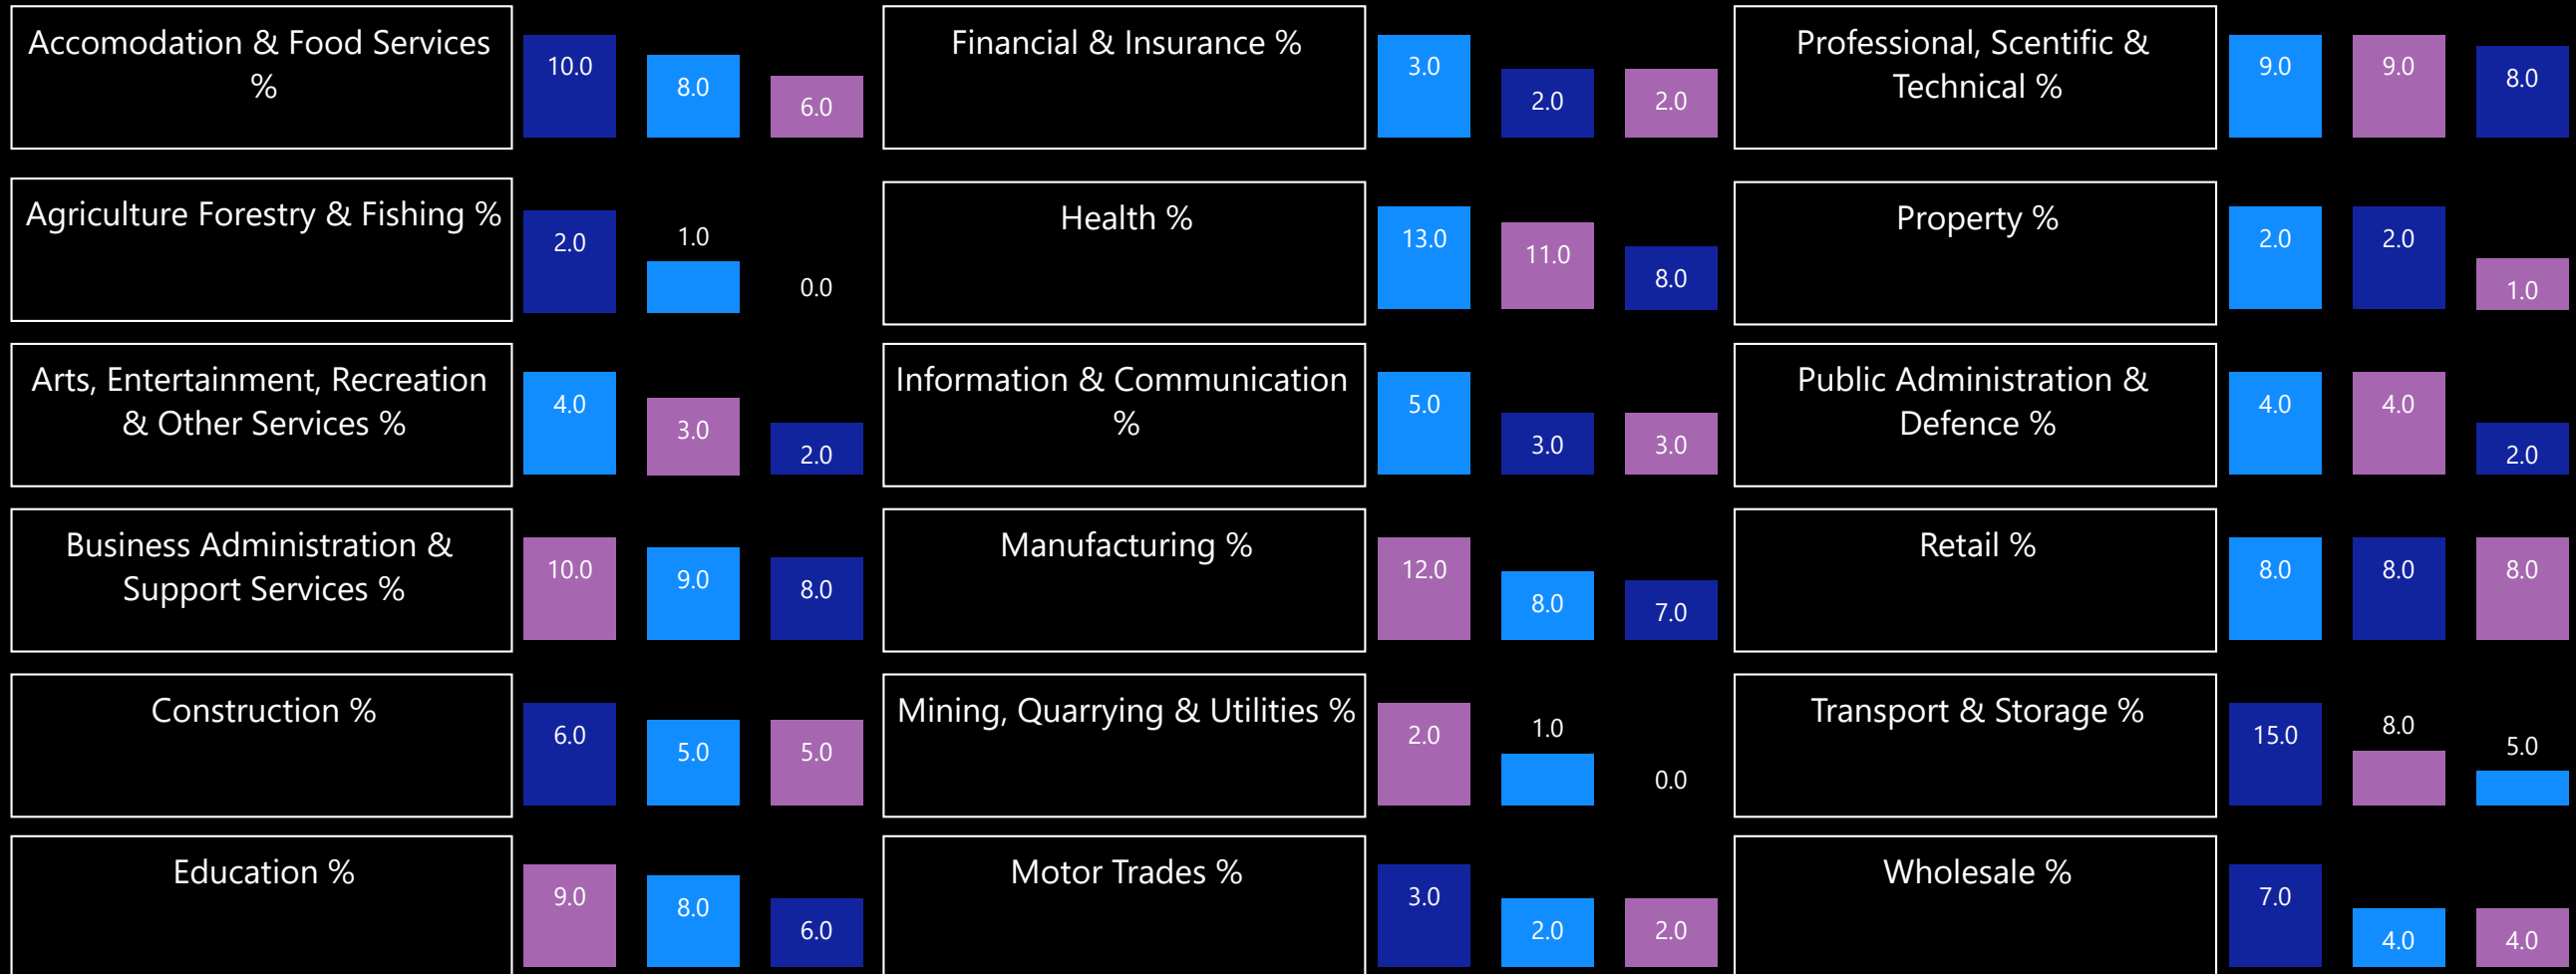 Accomodation & Food Services
%
10.0
8.0
6.0
Financial & Insurance %
3.0
2.0
2.0
Professional, Scentific &
Technical %
9.0
9.0
8.0
Agriculture Forestry & Fishing %
2.0
1.0
0.0
Health %
13.0
11.0
8.0
Property %
2.0
2.0
1.0
Arts, Entertainment, Recreation
& Other Services %
4.0
3.0
2.0
Information & Communication
%
5.0
3.0
3.0
Public Administration &
Defence %
4.0
4.0
2.0
Business Administration &
Support Services %
10.0
9.0
8.0
Manufacturing %
12.0
8.0
7.0
Retail %
8.0
8.0
8.0
Construction %
6.0
5.0
5.0
Mining, Quarrying & Utilities %
2.0
1.0
0.0
Transport & Storage %
15.0
8.0
5.0
Education %
9.0
8.0
6.0
Motor Trades %
3.0
2.0
2.0
Wholesale %
7.0
4.0
4.0